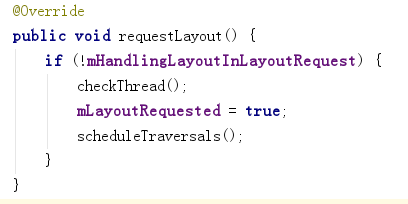 @Override
public void requestLayout() {
    if (!mHandlingLayoutInLayoutRequest) {
        checkThread();
        mLayoutRequested = true;
        scheduleTraversals();
    }
}